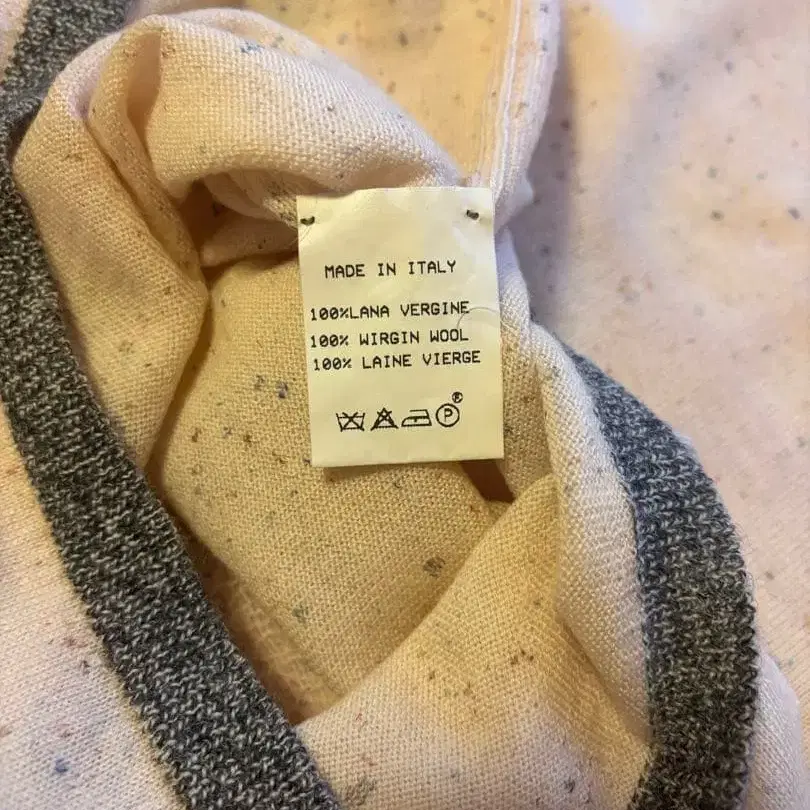 MADE IN ITALY
100%LANA VERGINE
100% WIRGIN WOOL
100% LAINE VIERGE
P ®